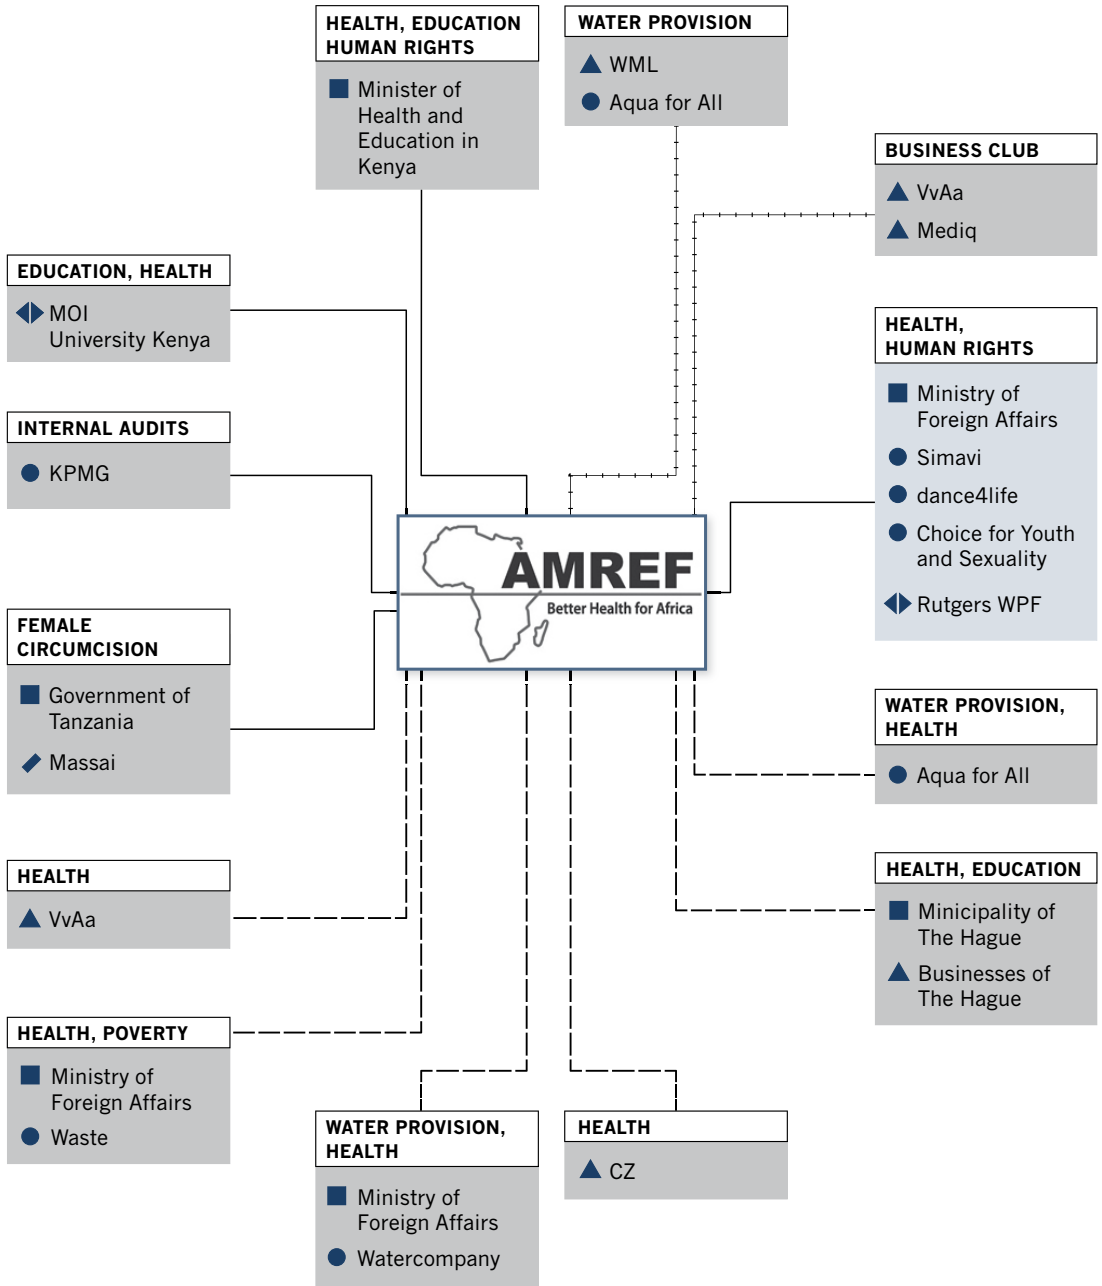 HEALTH, EDUCATION
HUMAN RIGHTS
Minister of
Health and
Education in
Kenya
WATER PROVISION
WML
Aqua for All
BUSINESS CLUB
VvAa
Mediq
EDUCATION, HEALTH
MOI
University Kenya
HEALTH,
HUMAN RIGHTS
Ministry of
Foreign Affairs
Simavi
dance4life
Choice for Youth
and Sexuality
Rutgers WPF
INTERNAL AUDITS
KPMG
AMREF
Better Health for Africa
FEMALE
CIRCUMCISION
Government of
Tanzania
Massai
WATER PROVISION,
HEALTH
Aqua for All
HEALTH
VvAa
HEALTH, EDUCATION
Minicipality of
The Hague
Businesses of
The Hague
HEALTH, POVERTY
Ministry of
Foreign Affairs
Waste
WATER PROVISION,
HEALTH
Ministry of
Foreign Affairs
Watercompany
HEALTH
CZ